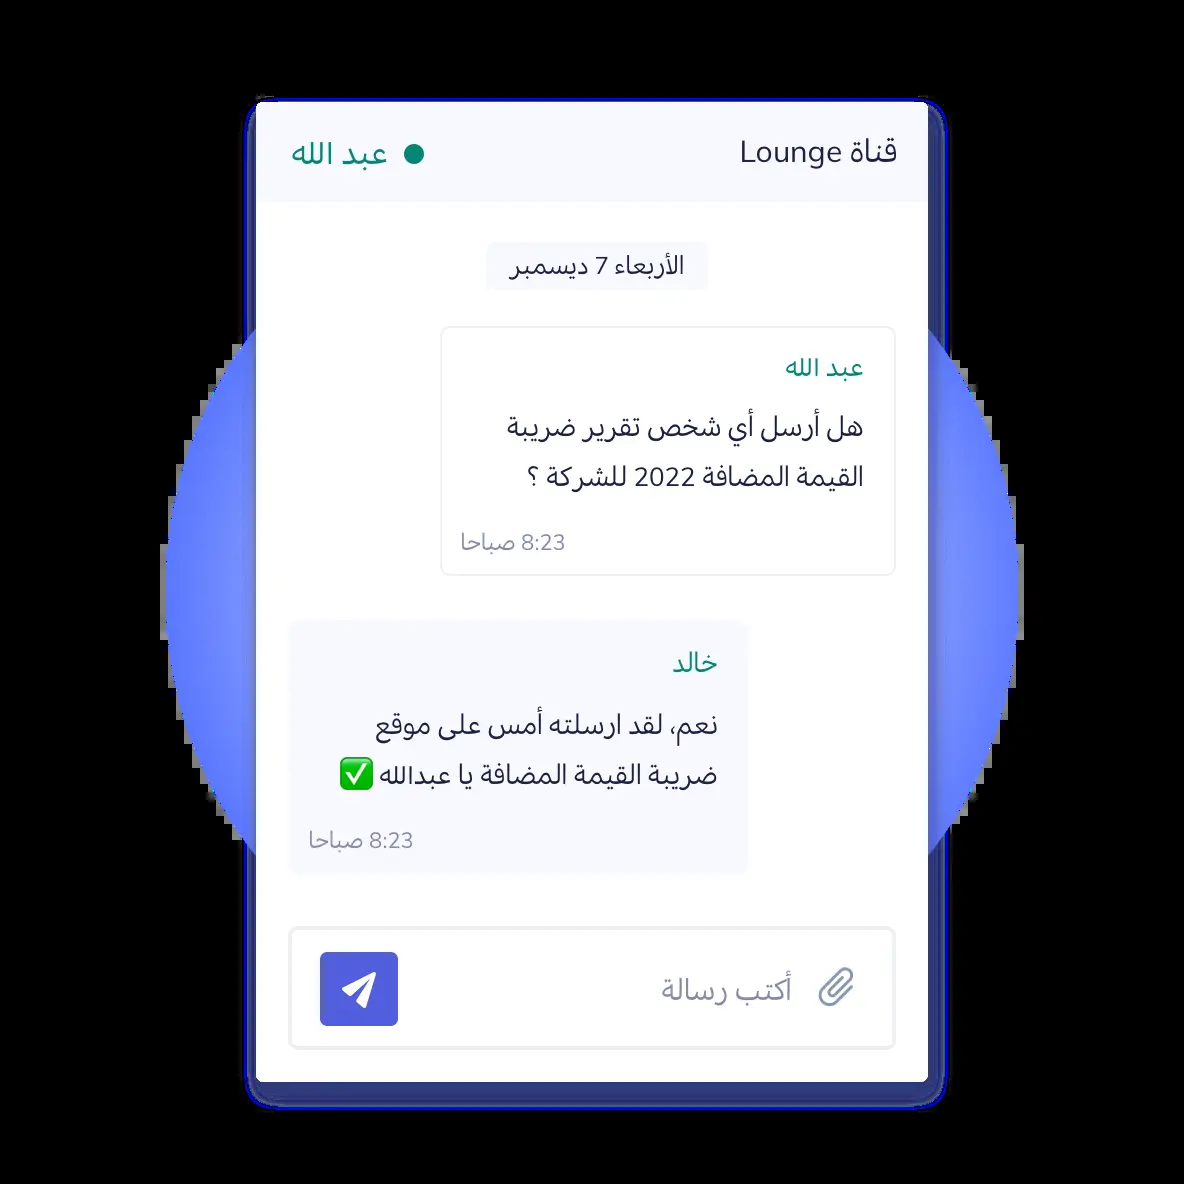 قناة Lounge
عبد الله
الأربعاء 7 ديسمبر
عبد الله
هل أرسل أي شخص تقرير ضريبة
القيمة المضافة 2022 للشركة ؟
8:23 صباحا
خالد
نعم، لقد ارسلته أمس على موقع
ضريبة القيمة المضافة يا عبدالله ✅
8:23 صباحا
أكتب رسالة